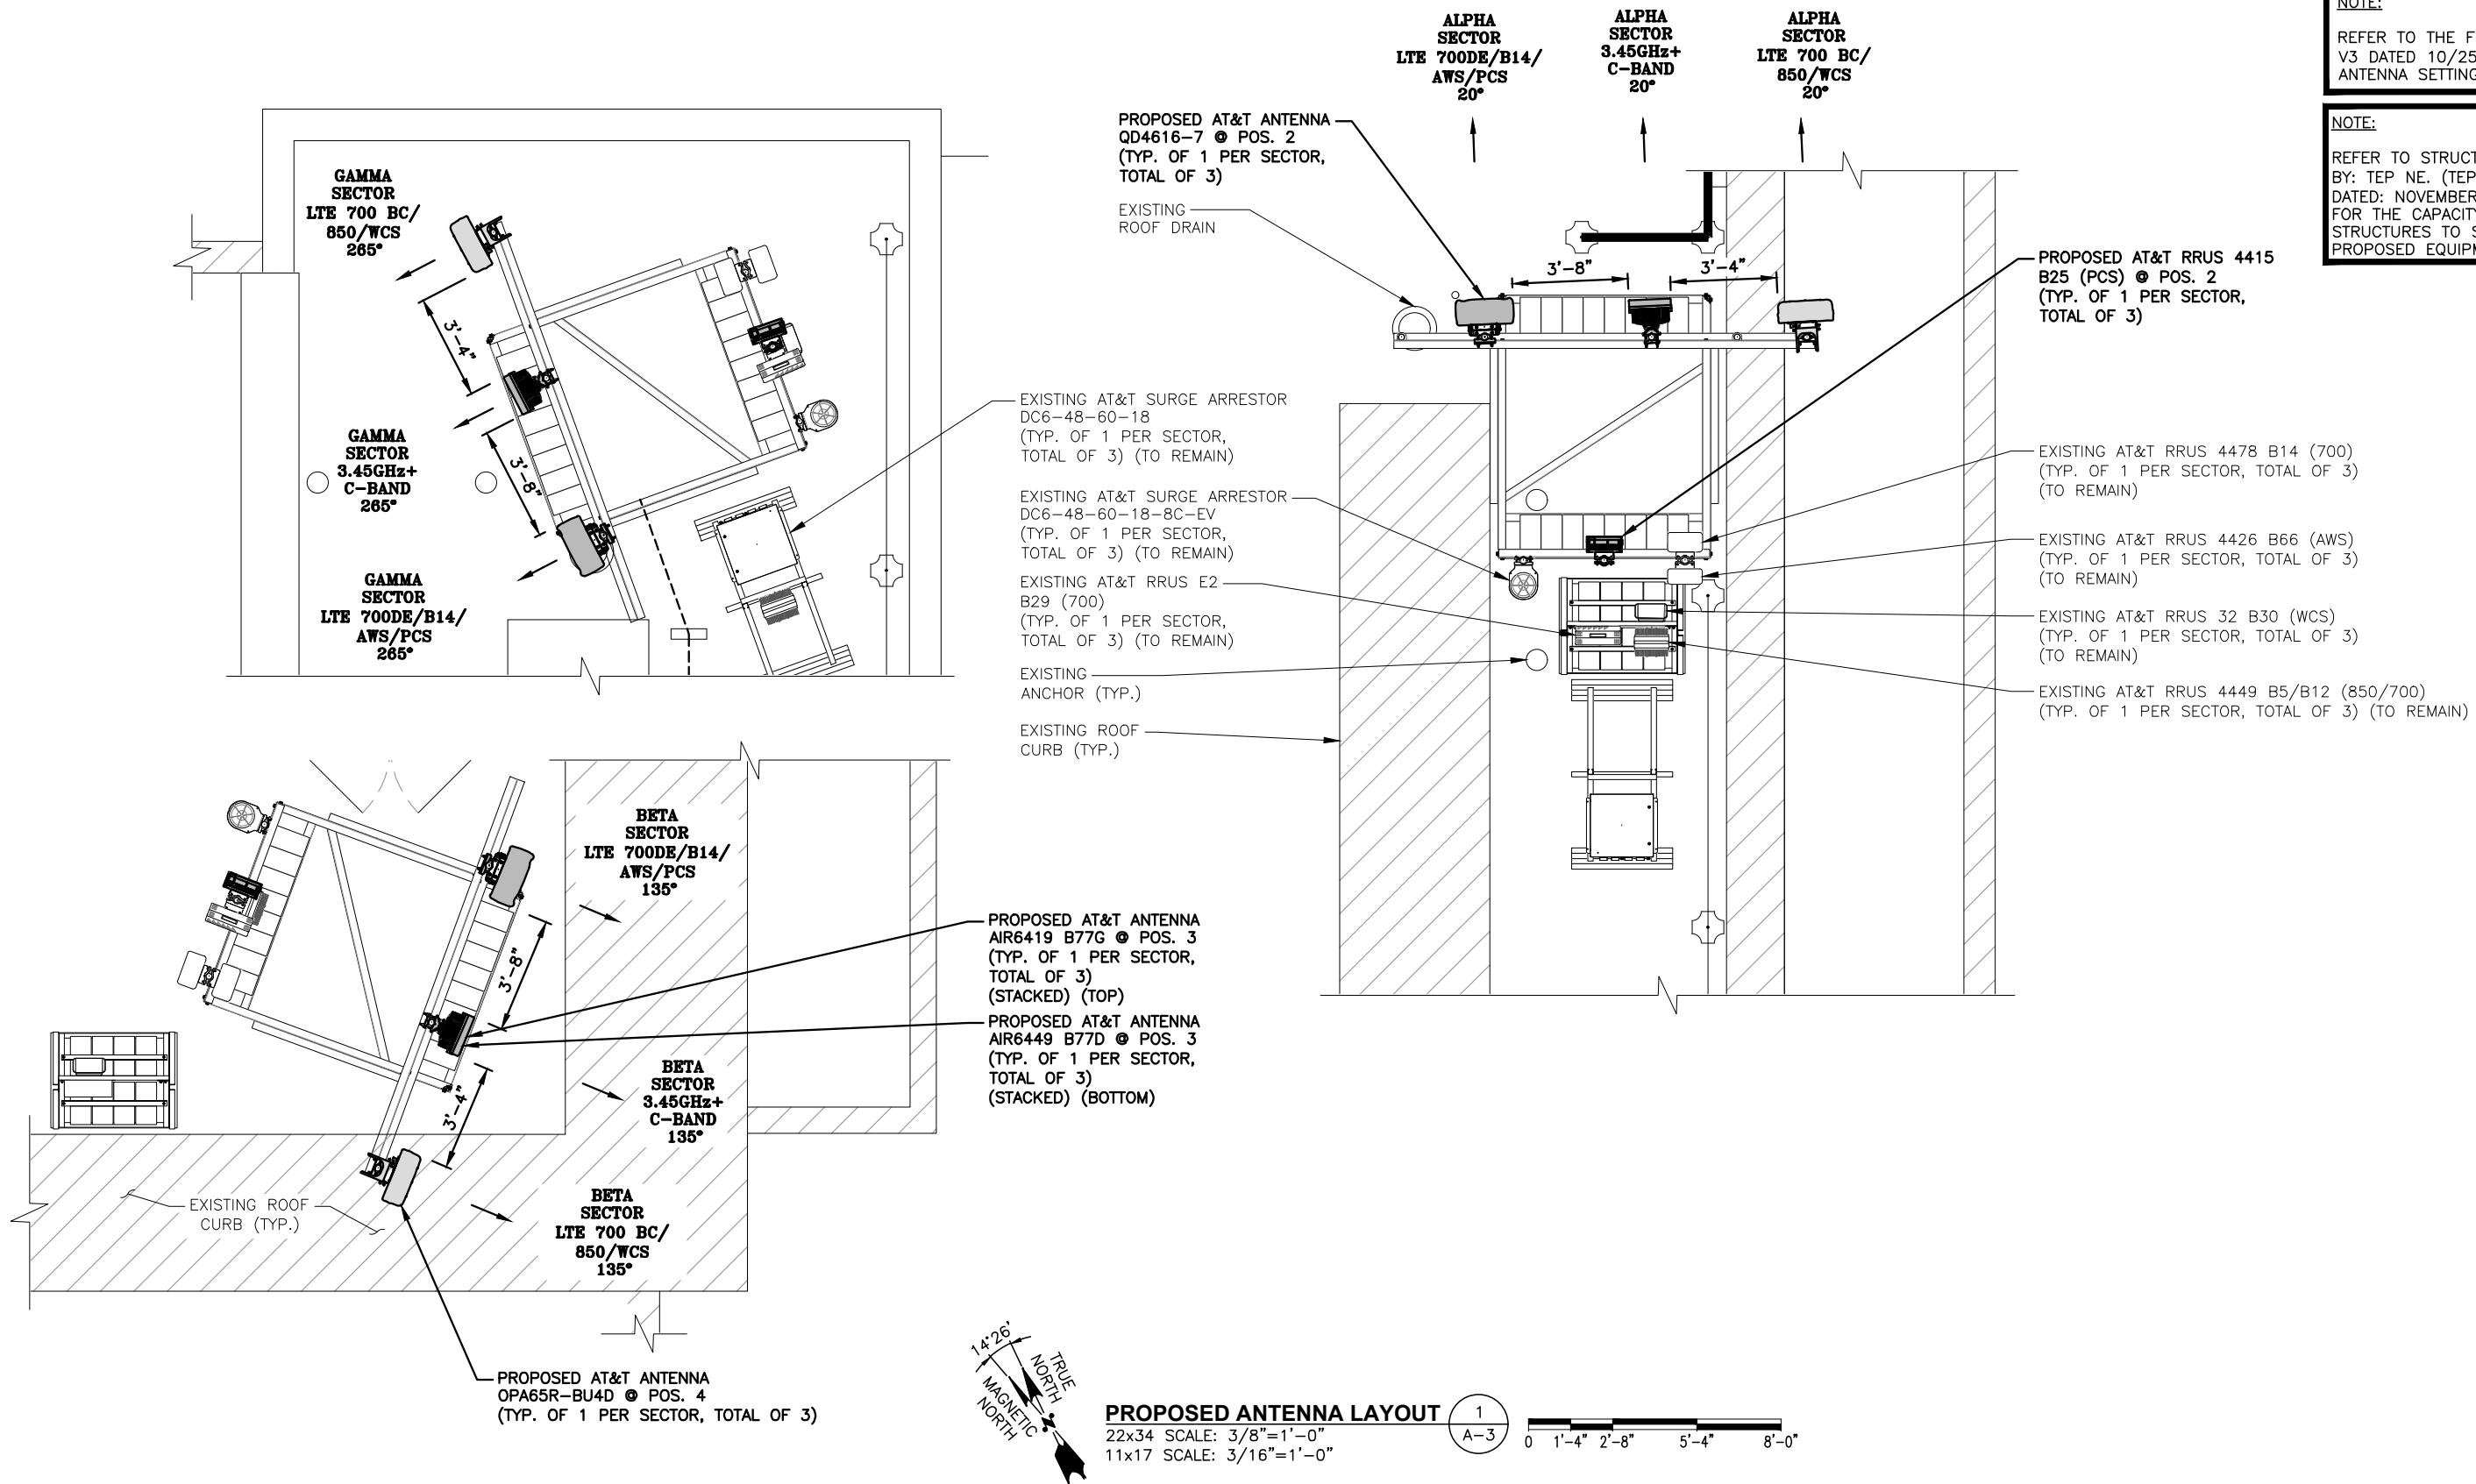 GAMMA
SECTOR
LTE 700 BC/
850/WCS
265°
3'-4"
GAMMA
SECTOR
3.45GHz+
C-BAND
265°
3'-8"
GAMMA
SECTOR
LTE 700DE/B14/
AWS/PCS
265°
ALPHA
SECTOR
LTE 700DE/B14/
AWS/PCS
20°
ALPHA
SECTOR
3.45GHz+
C-BAND
20°
ALPHA
SECTOR
LTE 700 BC/
850/WCS
20°
PROPOSED AT&T ANTENNA
QD4616-7 @ POS. 2
(TYP. OF 1 PER SECTOR,
TOTAL OF 3)
EXISTING
ROOF DRAIN
3'-8"
3'-4"
EXISTING AT&T SURGE ARRESTOR
DC6-48-60-18
(TYP. OF 1 PER SECTOR,
TOTAL OF 3) (TO REMAIN)
EXISTING AT&T SURGE ARRESTOR
DC6-48-60-18-8C-EV
(TYP. OF 1 PER SECTOR,
TOTAL OF 3) (TO REMAIN)
EXISTING AT&T RRUS E2
B29 (700)
(TYP. OF 1 PER SECTOR,
TOTAL OF 3) (TO REMAIN)
EXISTING
ANCHOR (TYP.)
EXISTING ROOF
CURB (TYP.)
NOTE:
REFER TO THE F
V3 DATED 10/25
ANTENNA SETTING
NOTE:
REFER TO STRUCT
BY: TEP NE. (TEP
DATED: NOVEMBER
FOR THE CAPACITY
STRUCTURES TO S
PROPOSED EQUIPM
PROPOSED AT&T RRUS 4415
B25 (PCS) @ POS. 2
(TYP. OF 1 PER SECTOR,
TOTAL OF 3)
EXISTING AT&T RRUS 4478 B14 (700)
(TYP. OF 1 PER SECTOR, TOTAL OF 3)
(TO REMAIN)
EXISTING AT&T RRUS 4426 B66 (AWS)
(TYP. OF 1 PER SECTOR, TOTAL OF 3)
(TO REMAIN)
EXISTING AT&T RRUS 32 B30 (WCS)
(TYP. OF 1 PER SECTOR, TOTAL OF 3)
(TO REMAIN)
EXISTING AT&T RRUS 4449 B5/B12 (850/700)
(TYP. OF 1 PER SECTOR, TOTAL OF 3) (TO REMAIN)
BETA
SECTOR
LTE 700DE/B14/
AWS/PCS
135°
3'-8"
BETA
SECTOR
3.45GHz+
C-BAND
135°
3'-4"
BETA
SECTOR
LTE 700 BC/
850/WCS
135°
EXISTING ROOF
CURB (TYP.)
PROPOSED AT&T ANTENNA
AIR6419 B77G @ POS. 3
(TYP. OF 1 PER SECTOR,
TOTAL OF 3)
(STACKED) (TOP)
PROPOSED AT&T ANTENNA
AIR6449 B77D @ POS. 3
(TYP. OF 1 PER SECTOR,
TOTAL OF 3)
(STACKED) (BOTTOM)
PROPOSED AT&T ANTENNA
OPA65R-BU4D @ POS. 4
(TYP. OF 1 PER SECTOR, TOTAL OF 3)
14°26'
TRUE
NORTH
MAGNETIC
NORTH
N
PROPOSED ANTENNA LAYOUT
22x34 SCALE: 3/8"=1'-0"
11x17 SCALE: 3/16"=1'-0"
1
A-3
0 1'-4" 2'-8" 5'-4" 8'-0"